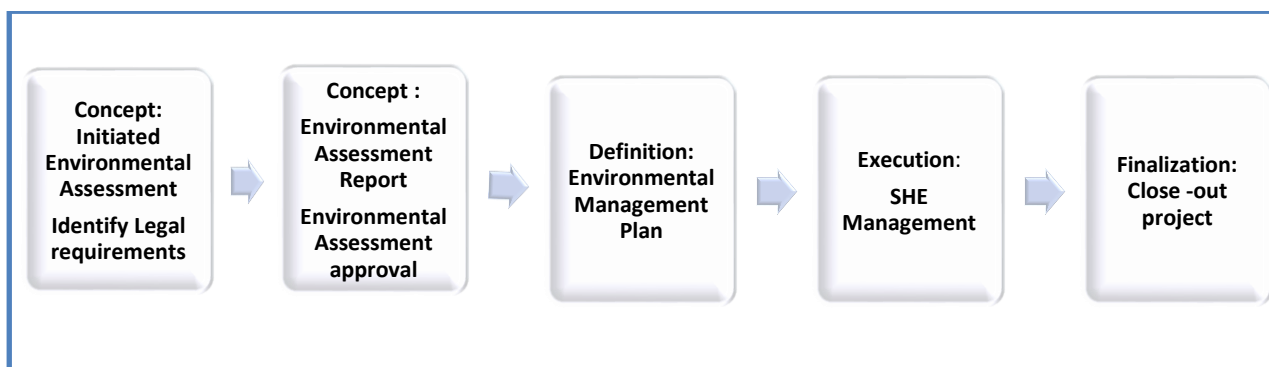 Concept:
Initiated
Environmental
Assessment
Identify Legal
requirements
Concept :
Environmental
Assessment
Report
Environmental
Assessment
approval
Definition:
Environmental
Management
Plan
Execution:
SHE
Management
Finalization:
Close -out
project